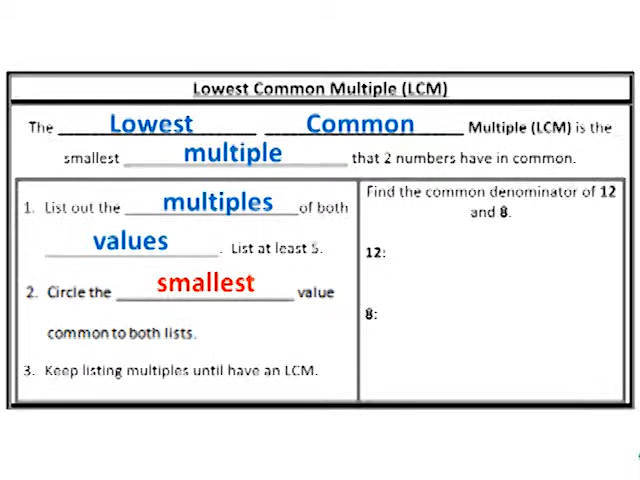 Lowest Common Multiple (LCM)
The Lowest Common Multiple (LCM) is the
smallest multiple that 2 numbers have in common.
1. List out the multiples of both
values. List at least 5.
2. Circle the smallest value
common to both lists.
3. Keep listing multiples until have an LCM.
Find the common denominator of 12
and 8.
12:
8: